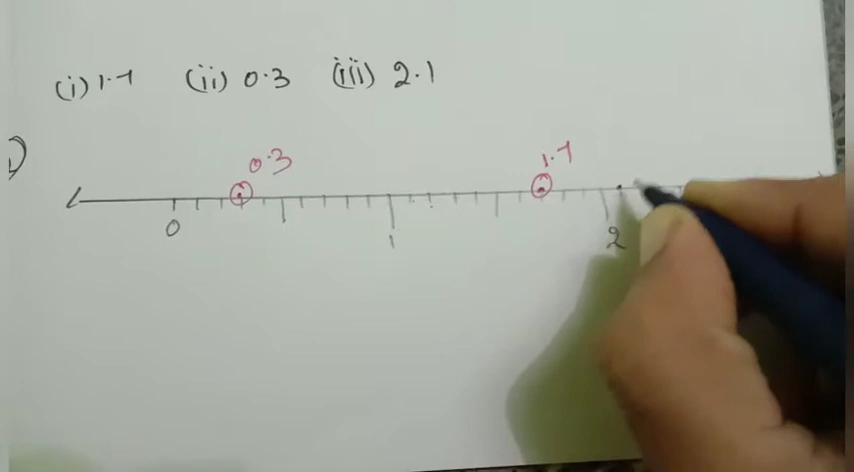 (i) 1.7 (ii) 0.3 (iii) 2.1
0.3 1.7
0 1 2